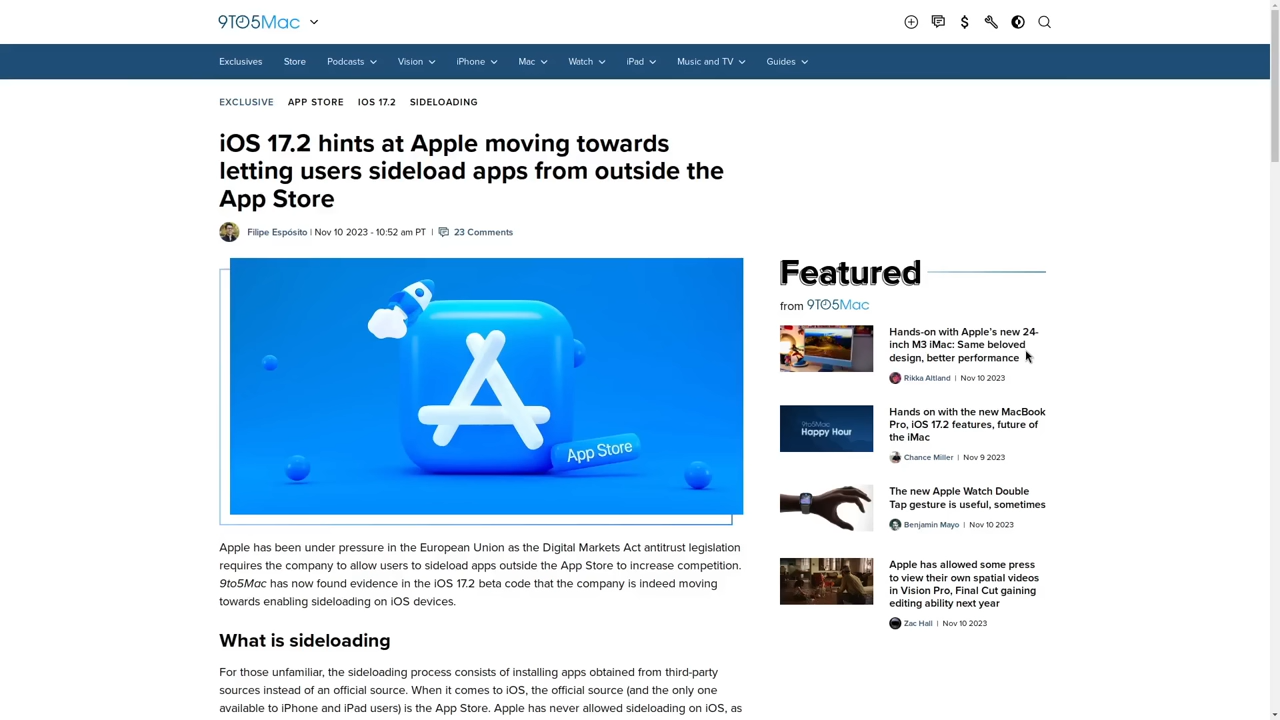 9TO5Mac
Exclusives Store Podcasts Vision iPhone Mac Watch iPad Music and TV Guides
EXCLUSIVE APP STORE IOS 17.2 SIDELOADING
iOS 17.2 hints at Apple moving towards
letting users sideload apps from outside the
App Store
Filipe Espósito | Nov 10 2023 - 10:52 am PT | 23 Comments
App Store
Apple has been under pressure in the European Union as the Digital Markets Act antitrust legislation
requires the company to allow users to sideload apps outside the App Store to increase competition.
9to5Mac has now found evidence in the iOS 17.2 beta code that the company is indeed moving
towards enabling sideloading on iOS devices.
What is sideloading
For those unfamiliar, the sideloading process consists of installing apps obtained from third-party
sources instead of an official source. When it comes to iOS, the official source (and the only one
available to iPhone and iPad users) is the App Store. Apple has never allowed sideloading on iOS, as
Featured
from 9TO5Mac
Hands-on with Apple's new 24-
inch M3 iMac: Same beloved
design, better performance
Rikka Altland | Nov 10 2023
9to5Mac
Happy Hour
Hands on with the new MacBook
Pro, iOS 17.2 features, future of
the iMac
Chance Miller | Nov 9 2023
The new Apple Watch Double
Tap gesture is useful, sometimes
Benjamin Mayo | Nov 10 2023
Apple has allowed some press
to view their own spatial videos
in Vision Pro, Final Cut gaining
editing ability next year
Zac Hall | Nov 10 2023